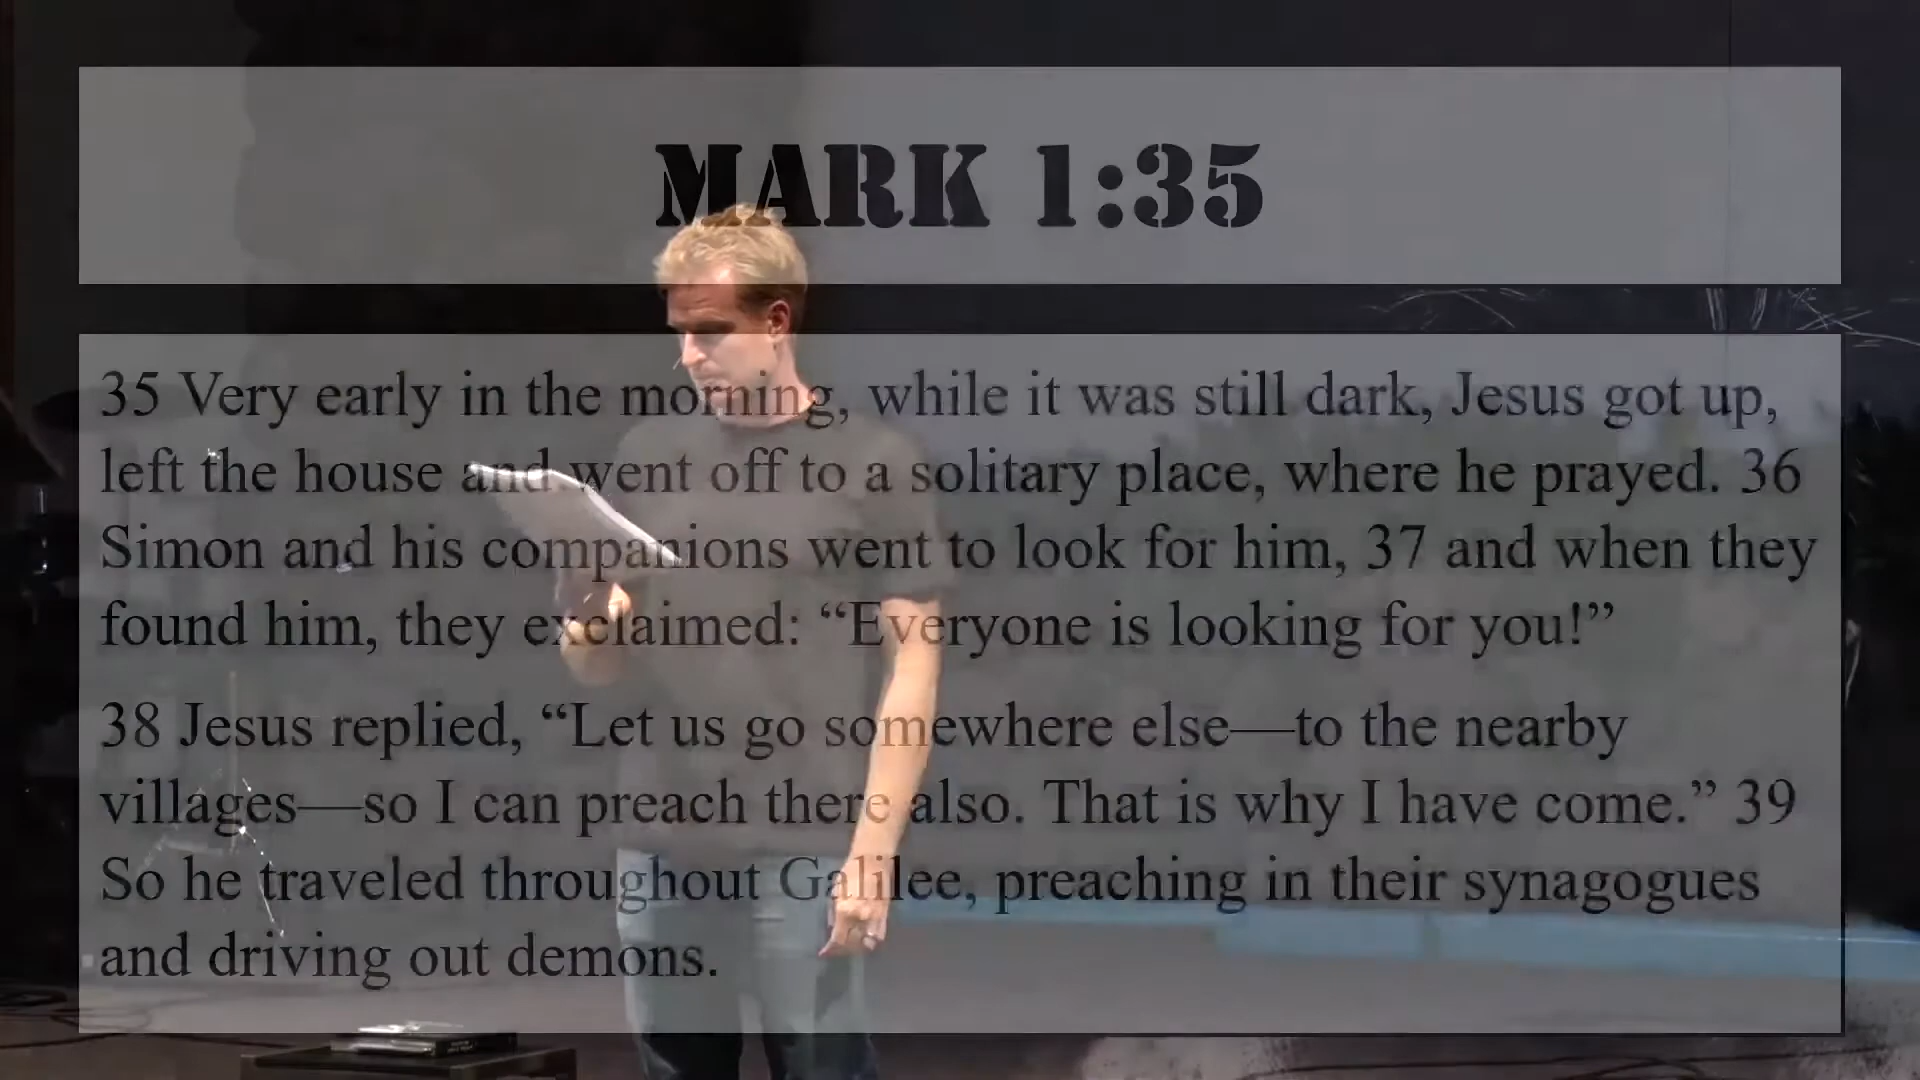 MARK 1:35
35 Very early in the morning, while it was still dark, Jesus got up,
left the house and went off to a solitary place, where he prayed. 36
Simon and his companions went to look for him, 37 and when they
found him, they exclaimed: “Everyone is looking for you!”
38 Jesus replied, “Let us go somewhere else—to the nearby
villages—so I can preach there also. That is why I have come.” 39
So he traveled throughout Galilee, preaching in their synagogues
and driving out demons.